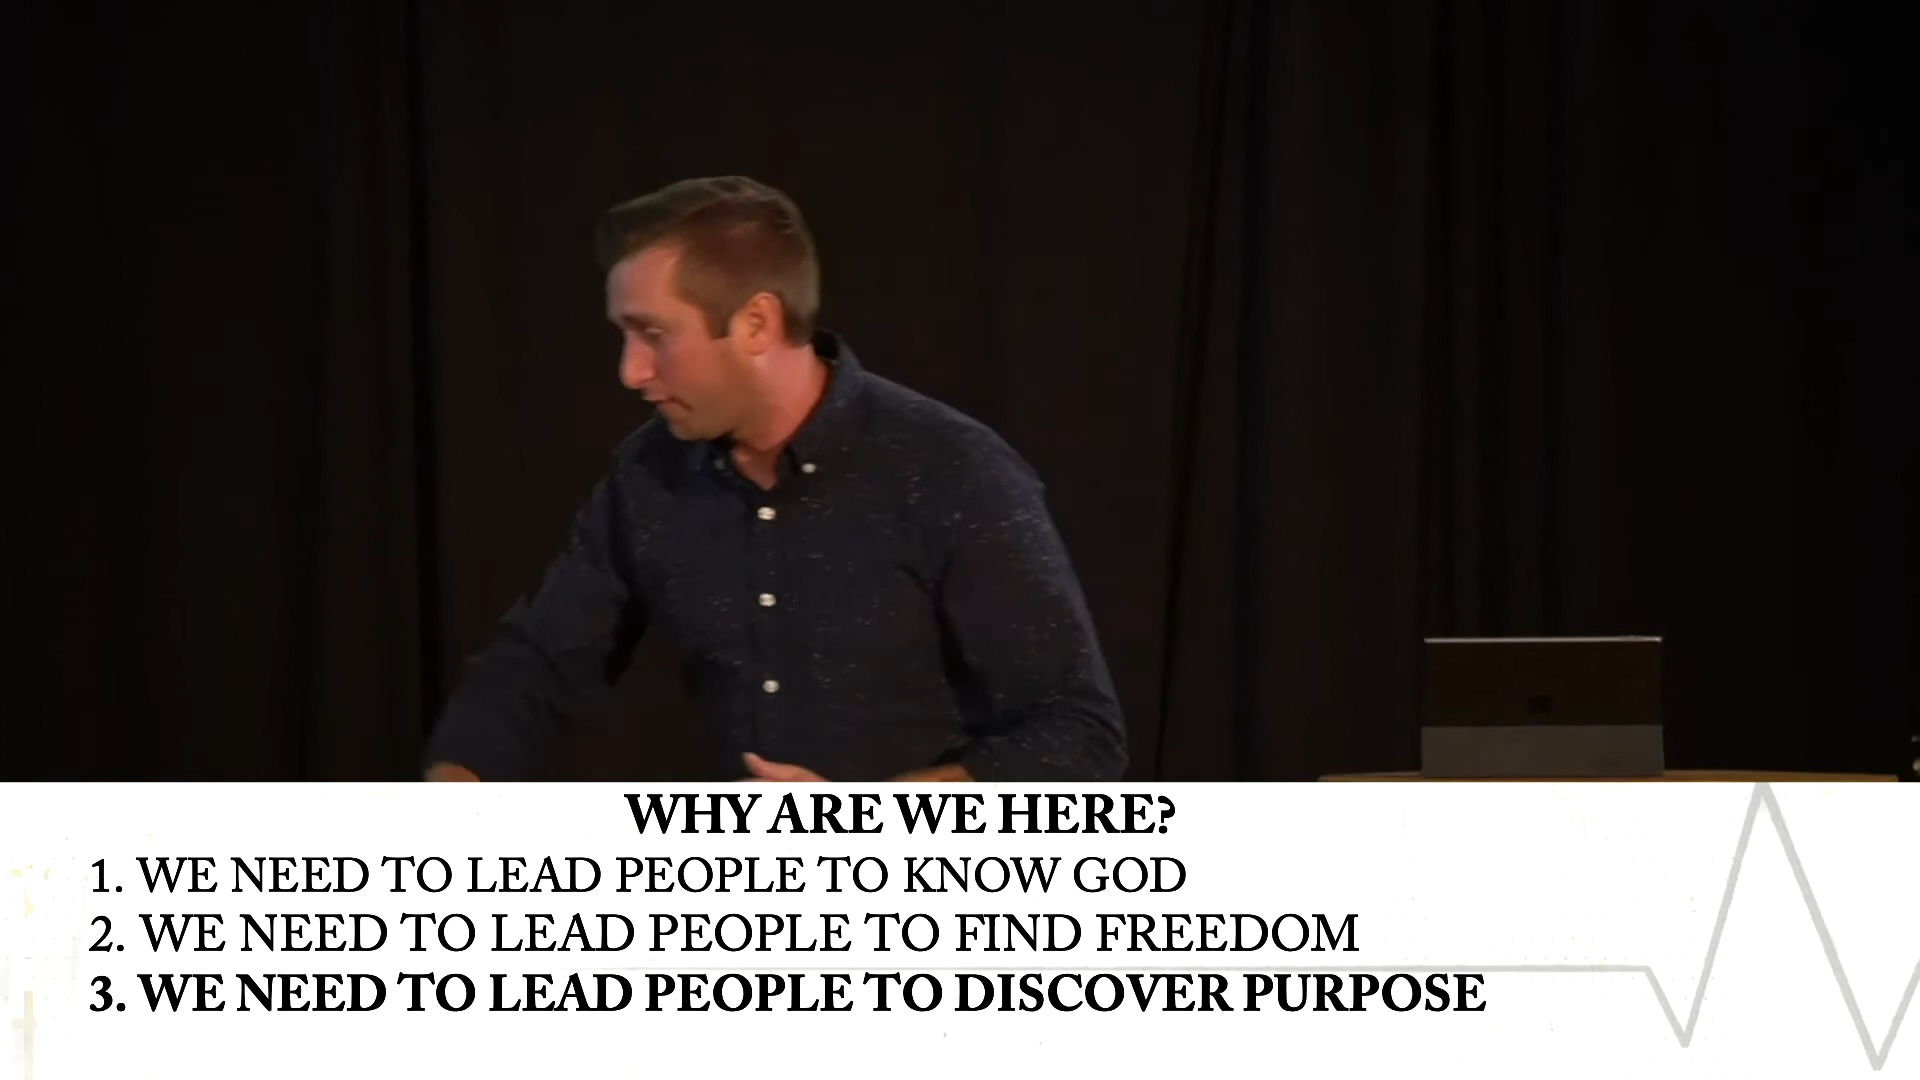 WHY ARE WE HERE?
1. WE NEED TO LEAD PEOPLE TO KNOW GOD
2. WE NEED TO LEAD PEOPLE TO FIND FREEDOM
3. WE NEED TO LEAD PEOPLE TO DISCOVER PURPOSE